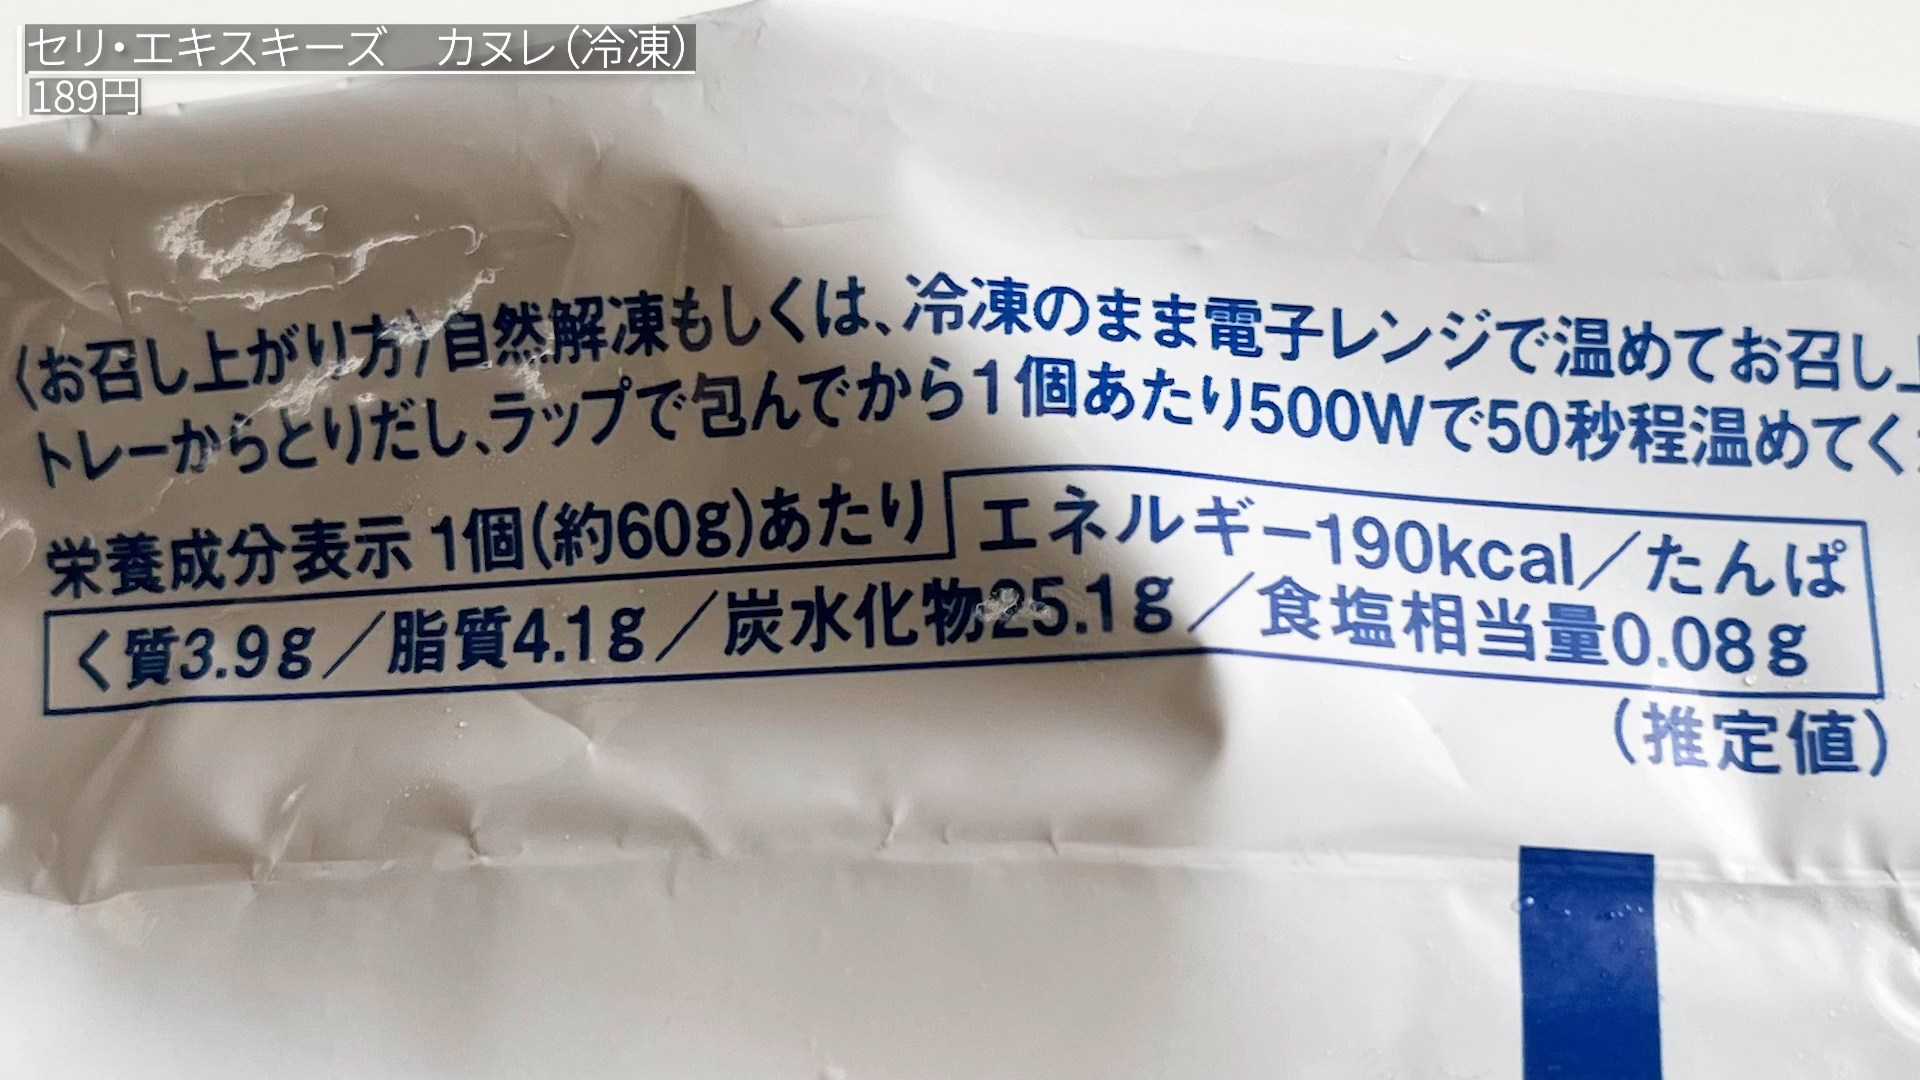 セリ・エキスキーズ　カヌレ（冷凍）
189円
〈お召し上がり方〉自然解凍もしくは、冷凍のまま電子レンジで温めてお召し上
トレーからとりだし、ラップで包んでから1個あたり500Wで50秒程温めてく
栄養成分表示 1個(約60g)あたり エネルギー190kcal／たんぱ
く質3.9g／脂質4.1g／炭水化物25.1g／食塩相当量0.08g
（推定値）